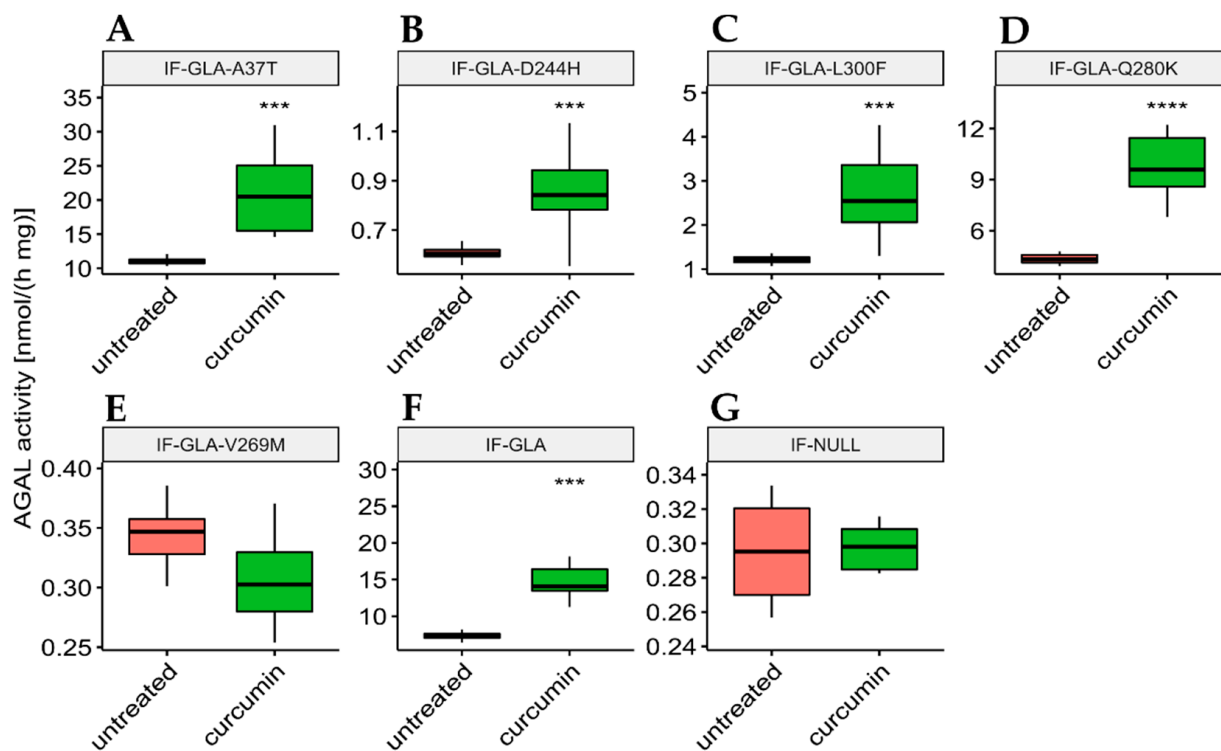 A
B
C
D
IF-GLA-A37T
IF-GLA-D244H
IF-GLA-L300F
IF-GLA-Q280K
35
30
25
20
15
10
***
1.1
0.9
0.7
***
5
4
3
2
1
***
12
9
6
****
untreated
curcumin
untreated
curcumin
untreated
curcumin
untreated
curcumin
AGAL activity [nmol/(h mg)]
E
F
G
IF-GLA-V269M
IF-GLA
IF-NULL
0.40
0.35
0.30
0.25
30
25
20
15
10
***
0.34
0.32
0.30
0.28
0.26
0.24
untreated
curcumin
untreated
curcumin
untreated
curcumin